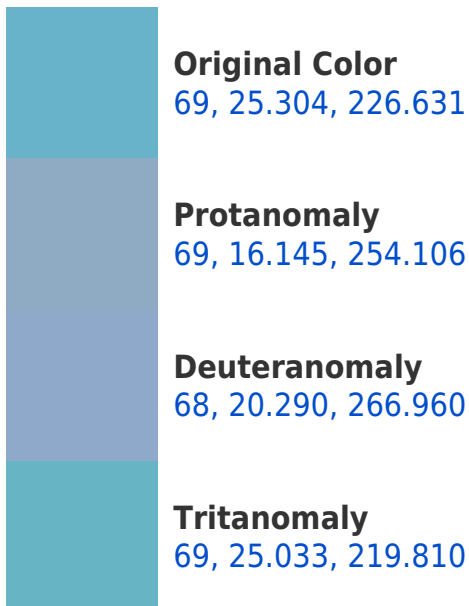 Original Color
69, 25.304, 226.631
Protanomaly
69, 16.145, 254.106
Deuteranomaly
68, 20.290, 266.960
Tritanomaly
69, 25.033, 219.810